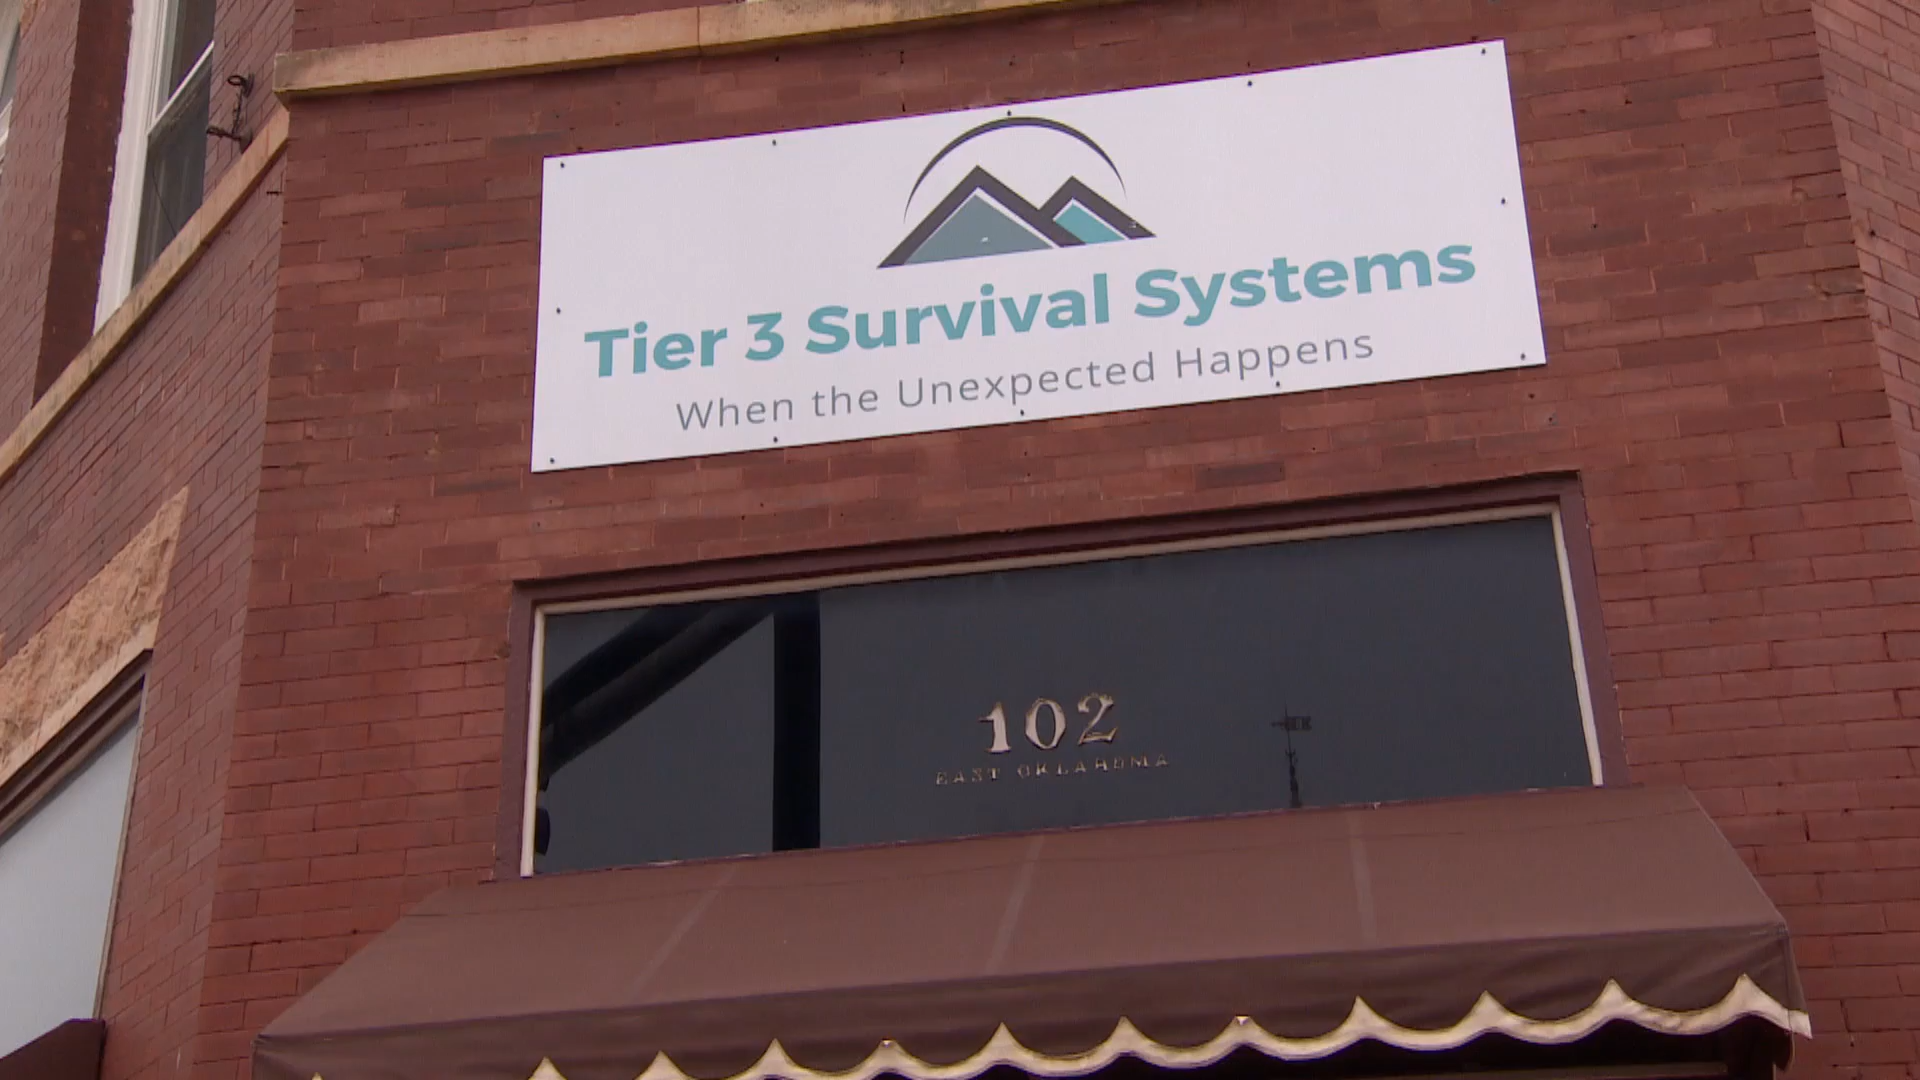 Tier 3 Survival Systems
When the Unexpected Happens
102
EAST OKLAHOMA